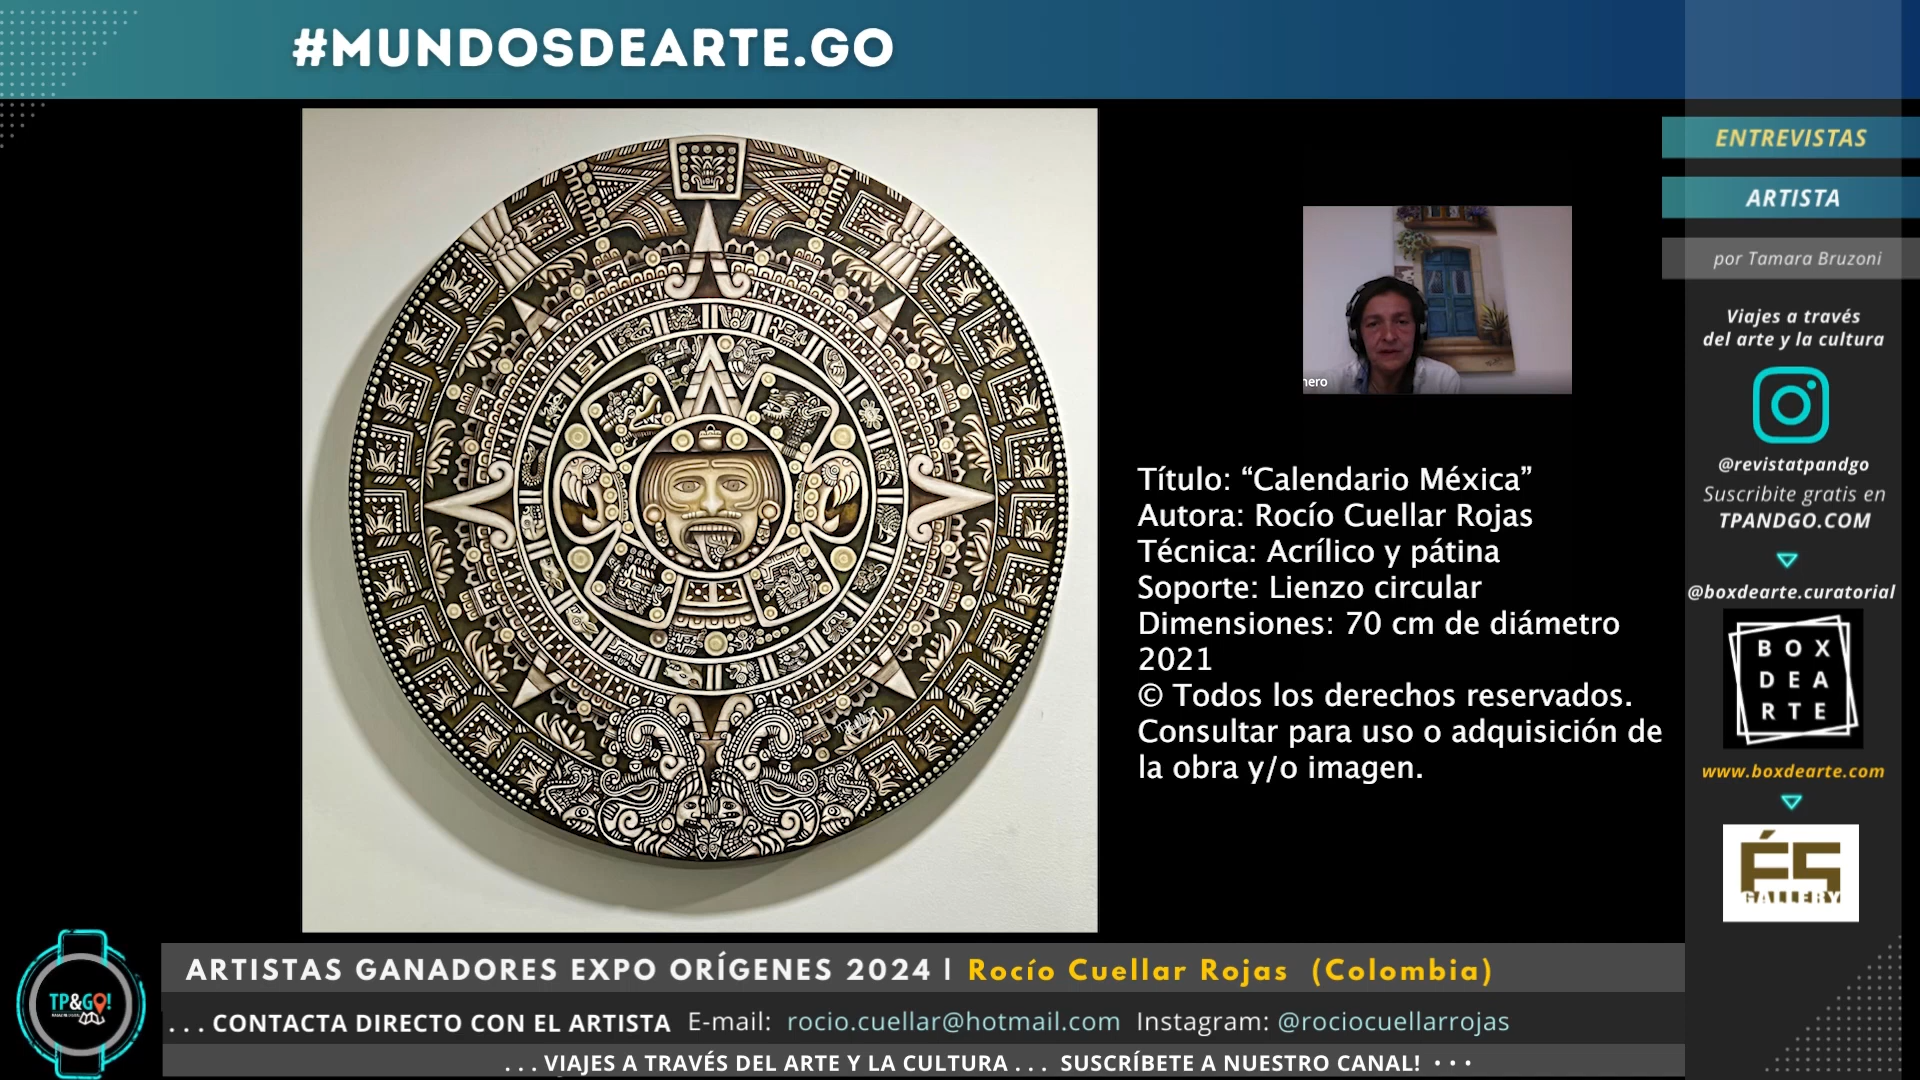 #MUNDOSDEARTE.GO
ENTREVISTAS
ARTISTA
por Tamara Bruzoni
Viajes a través
del arte y la cultura
@revistatpandgo
Suscribite gratis en
TPANDGO.COM
@boxdearte.curatorial
BOX
DEA
RTE
www.boxdearte.com
ÉS
GALLERY
nero
Título: “Calendario Méxica”
Autora: Rocío Cuellar Rojas
Técnica: Acrílico y pátina
Soporte: Lienzo circular
Dimensiones: 70 cm de diámetro
2021
© Todos los derechos reservados.
Consultar para uso o adquisición de
la obra y/o imagen.
TP&GO!
ARTISTAS GANADORES EXPO ORÍGENES 2024 | Rocío Cuellar Rojas (Colombia)
. . . CONTACTA DIRECTO CON EL ARTISTA E-mail: rocio.cuellar@hotmail.com Instagram: @rociocuellarrojas
. . . VIAJES A TRAVÉS DEL ARTE Y LA CULTURA . . . SUSCRÍBETE A NUESTRO CANAL! • • •